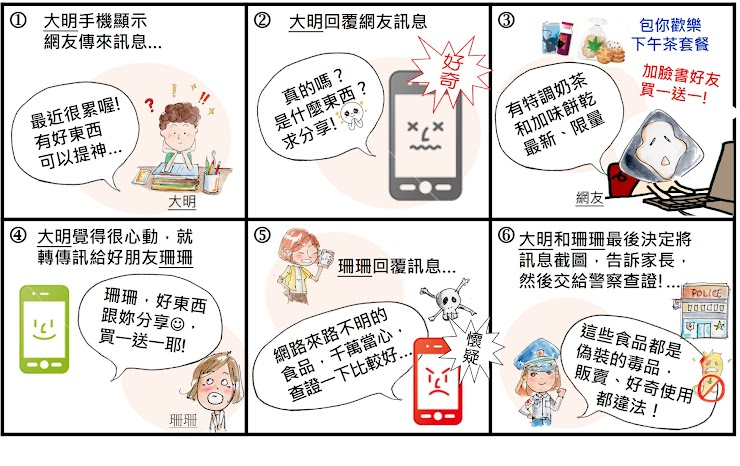 ① 大明手機顯示
網友傳來訊息...
最近很累喔!
有好東西
可以提神...
大明
② 大明回覆網友訊息
好奇
真的嗎？
是什麼東西？
求分享!
③
包你歡樂
下午茶套餐
加臉書好友
買一送一!
有特調奶茶
和加味餅乾
最新、限量
網友
④ 大明覺得很心動，就
轉傳訊給好朋友珊珊
珊珊，好東西
跟妳分享☺，
買一送一耶!
珊珊
⑤
珊珊回覆訊息...
網路來路不明的
食品，千萬當心，
查證一下比較好...
懷疑
⑥ 大明和珊珊最後決定將
訊息截圖，告訴家長，
然後交給警察查證!...
POLICE
這些食品都是
偽裝的毒品，
販賣、好奇使用
都違法！